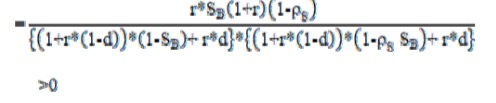 r*S_B(1+r)(1-ρ_S)
=
{(1+r*(1-d))*(1-S_B)+r*d}*{(1+r*(1-d))*(1-ρ_S S_B)+r*d}
>0